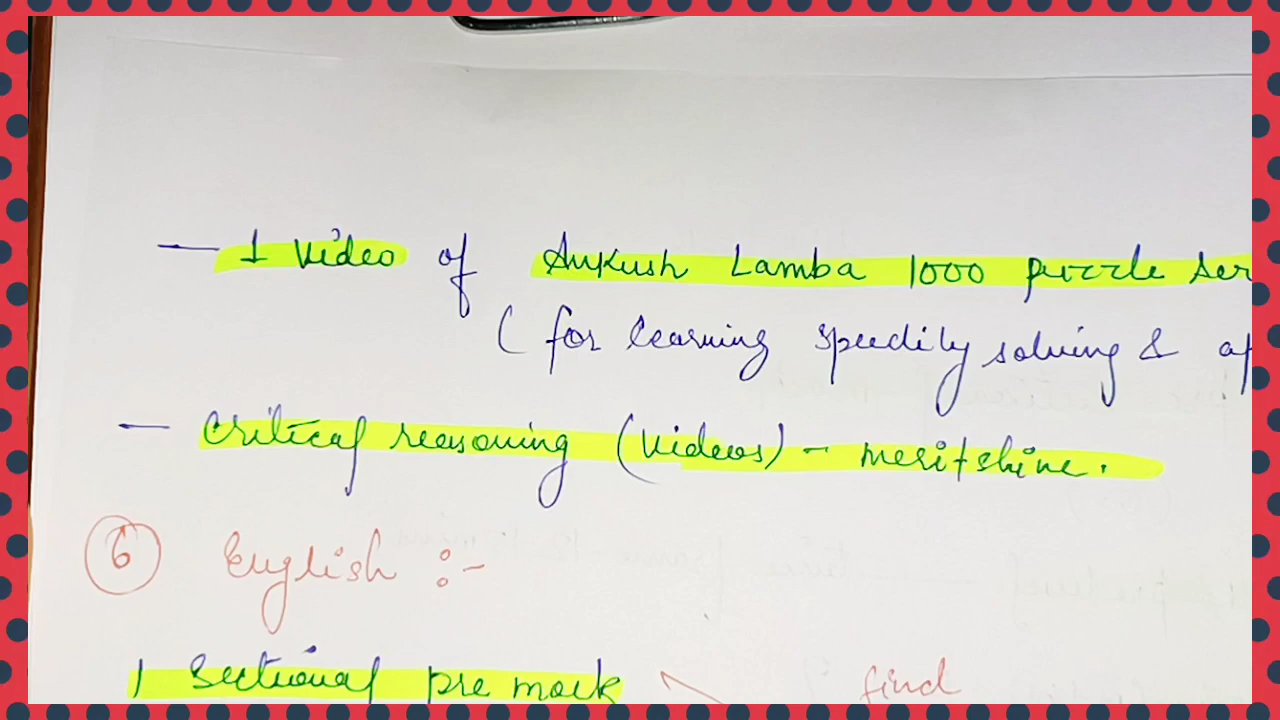 — 1 Video of Ankush Lamba 1000 puzzle ser
( for learning speedily solving & ap
— Critical reasoning (videos) - meritshine.
6 English :-
1 Sectional pre mock find